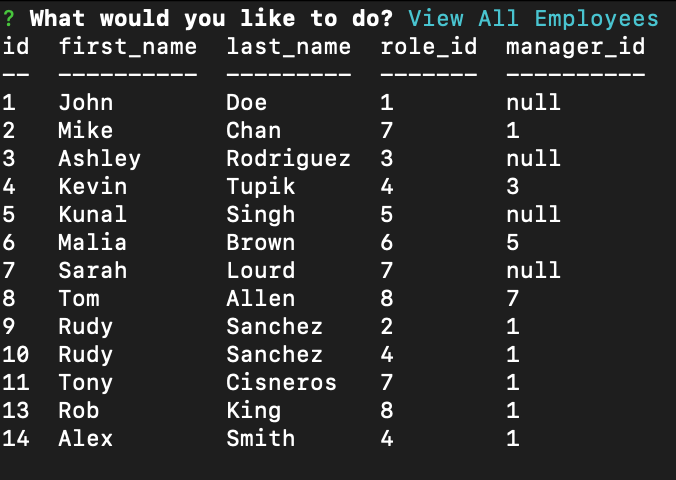 ? What would you like to do? View All Employees
id  first_name  last_name  role_id  manager_id
--  ----------  ---------  -------  ----------
1   John        Doe        1        null
2   Mike        Chan       7        1
3   Ashley      Rodriguez  3        null
4   Kevin       Tupik      4        3
5   Kunal       Singh      5        null
6   Malia       Brown      6        5
7   Sarah       Lourd      7        null
8   Tom         Allen      8        7
9   Rudy        Sanchez    2        1
10  Rudy        Sanchez    4        1
11  Tony        Cisneros   7        1
13  Rob         King       8        1
14  Alex        Smith      4        1